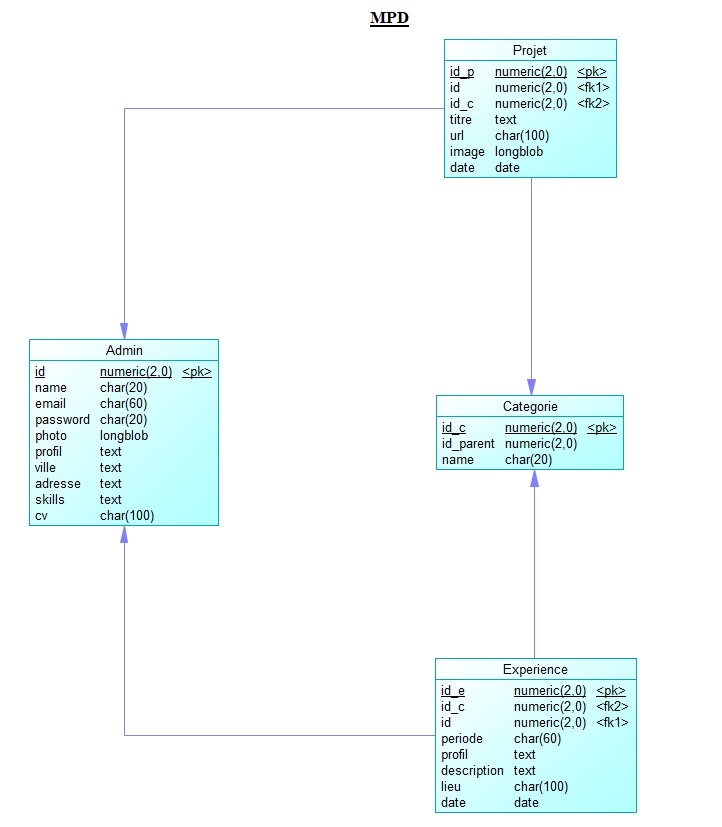 MPD
Projet
id_p numeric(2,0) <pk>
id numeric(2,0) <fk1>
id_c numeric(2,0) <fk2>
titre text
url char(100)
image longblob
date date
Admin
id numeric(2,0) <pk>
name char(20)
email char(60)
password char(20)
photo longblob
profil text
ville text
adresse text
skills text
cv char(100)
Categorie
id_c numeric(2,0) <pk>
id_parent numeric(2,0)
name char(20)
Experience
id_e numeric(2,0) <pk>
id_c numeric(2,0) <fk2>
id numeric(2,0) <fk1>
periode char(60)
profil text
description text
lieu char(100)
date date